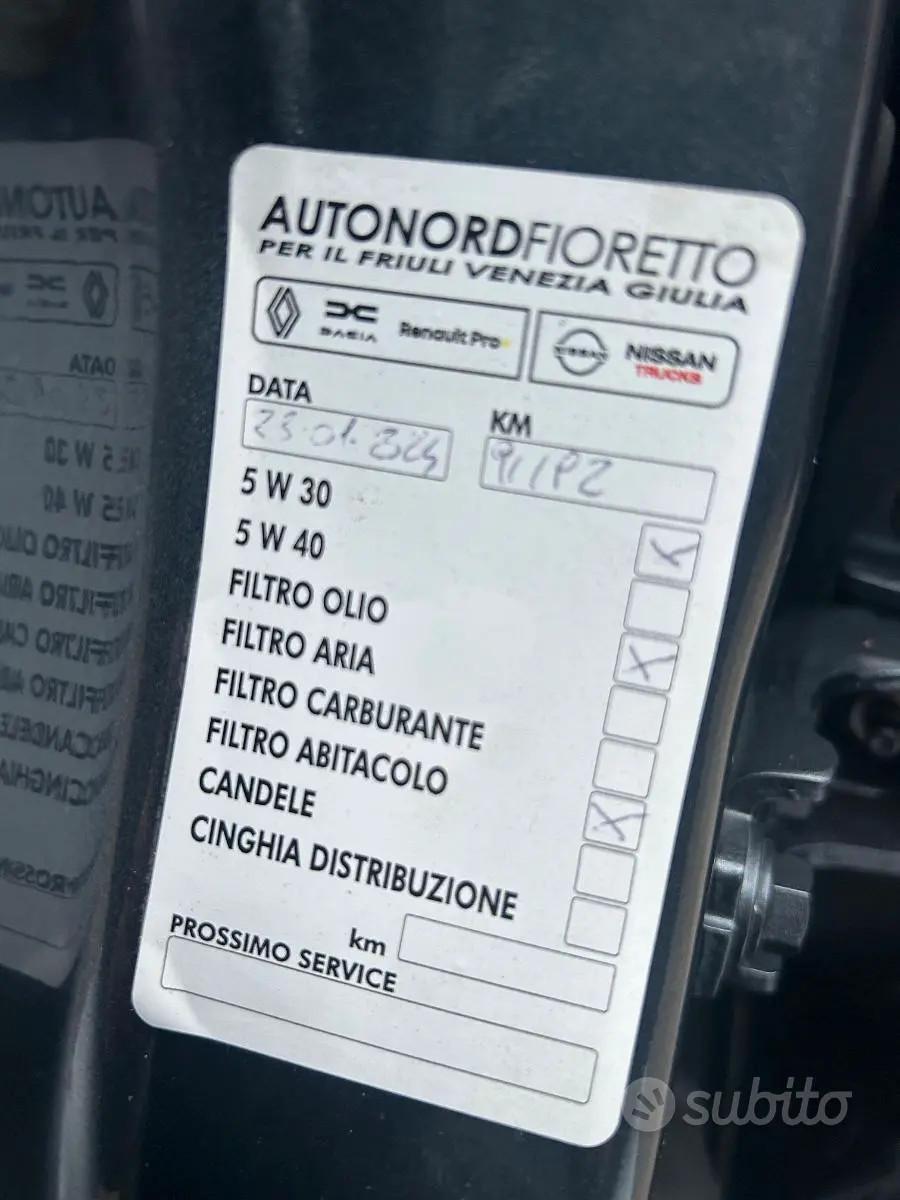 AUTONORDFIORETTO
PER IL FRIULI VENEZIA GIULIA
DACIA Renault Pro+ NISSAN NISSAN
TRUCKS
DATA KM
5 W 30 X
5 W 40
FILTRO OLIO X
FILTRO ARIA
FILTRO CARBURANTE
FILTRO ABITACOLO X
CANDELE
CINGHIA DISTRIBUZIONE
km
PROSSIMO SERVICE
subito